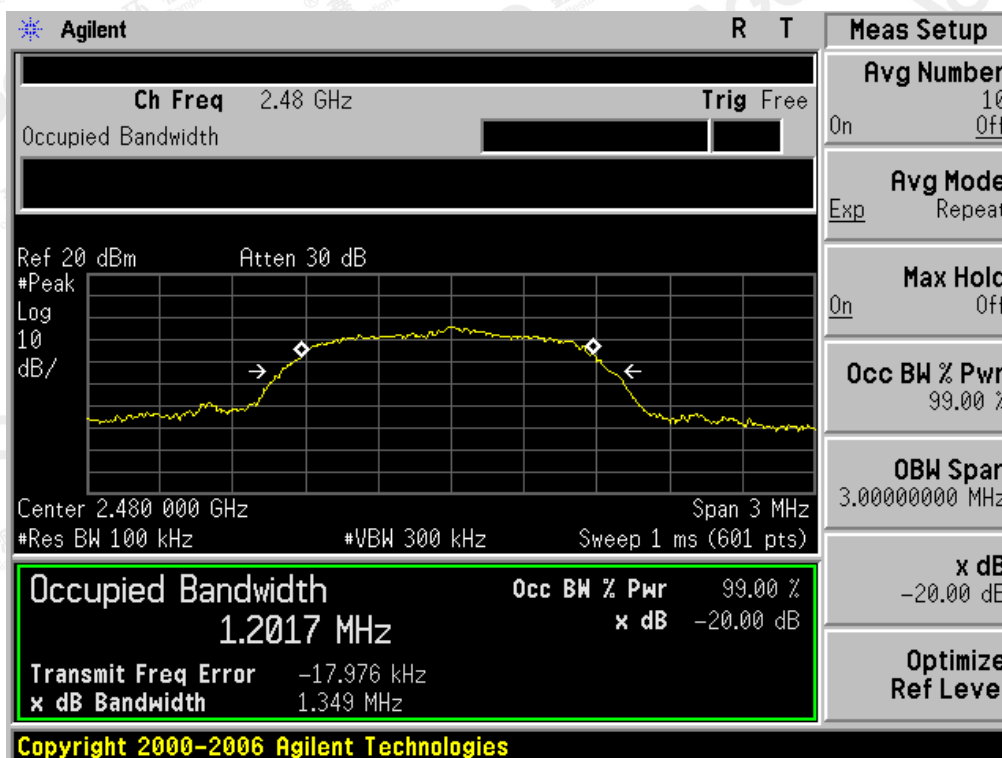 Agilent
R T
Ch Freq 2.48 GHz
Trig Free
Occupied Bandwidth
Ref 20 dBm
Atten 30 dB
#Peak
Log
10
dB/
Center 2.480 000 GHz
Span 3 MHz
#Res BW 100 kHz
#VBW 300 kHz
Sweep 1 ms (601 pts)
Occupied Bandwidth
1.2017 MHz
Occ BW % Pwr 99.00 %
x dB -20.00 dB
Transmit Freq Error -17.976 kHz
x dB Bandwidth 1.349 MHz
Copyright 2000-2006 Agilent Technologies
Meas Setup
Avg Number
10
On Off
Avg Mode
Exp Repeat
Max Hold
On Off
Occ BW % Pwr
99.00 %
OBW Span
3.00000000 MHz
x dB
-20.00 dB
Optimize
Ref Level